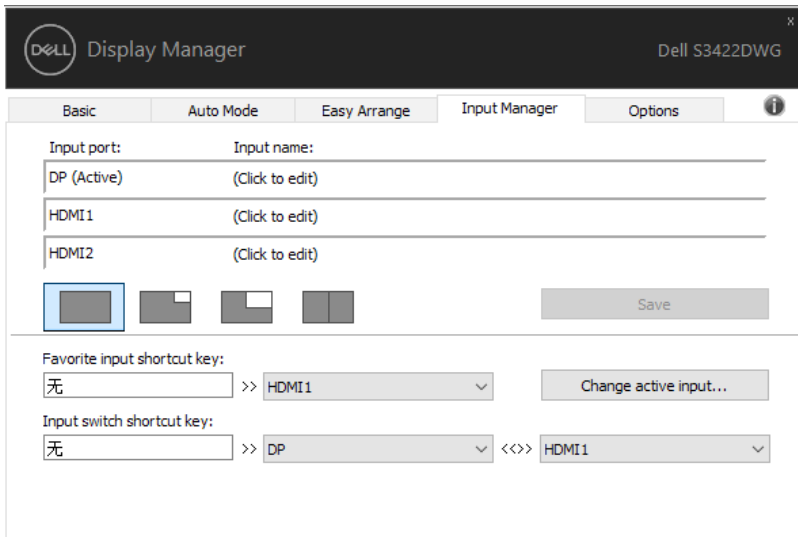 x
DELL Display Manager Dell S3422DWG
Basic Auto Mode Easy Arrange Input Manager Options i
Input port: Input name:
DP (Active) (Click to edit)
HDMI1 (Click to edit)
HDMI2 (Click to edit)
Save
Favorite input shortcut key:
无 >> HDMI1 Change active input...
Input switch shortcut key:
无 >> DP <<>> HDMI1